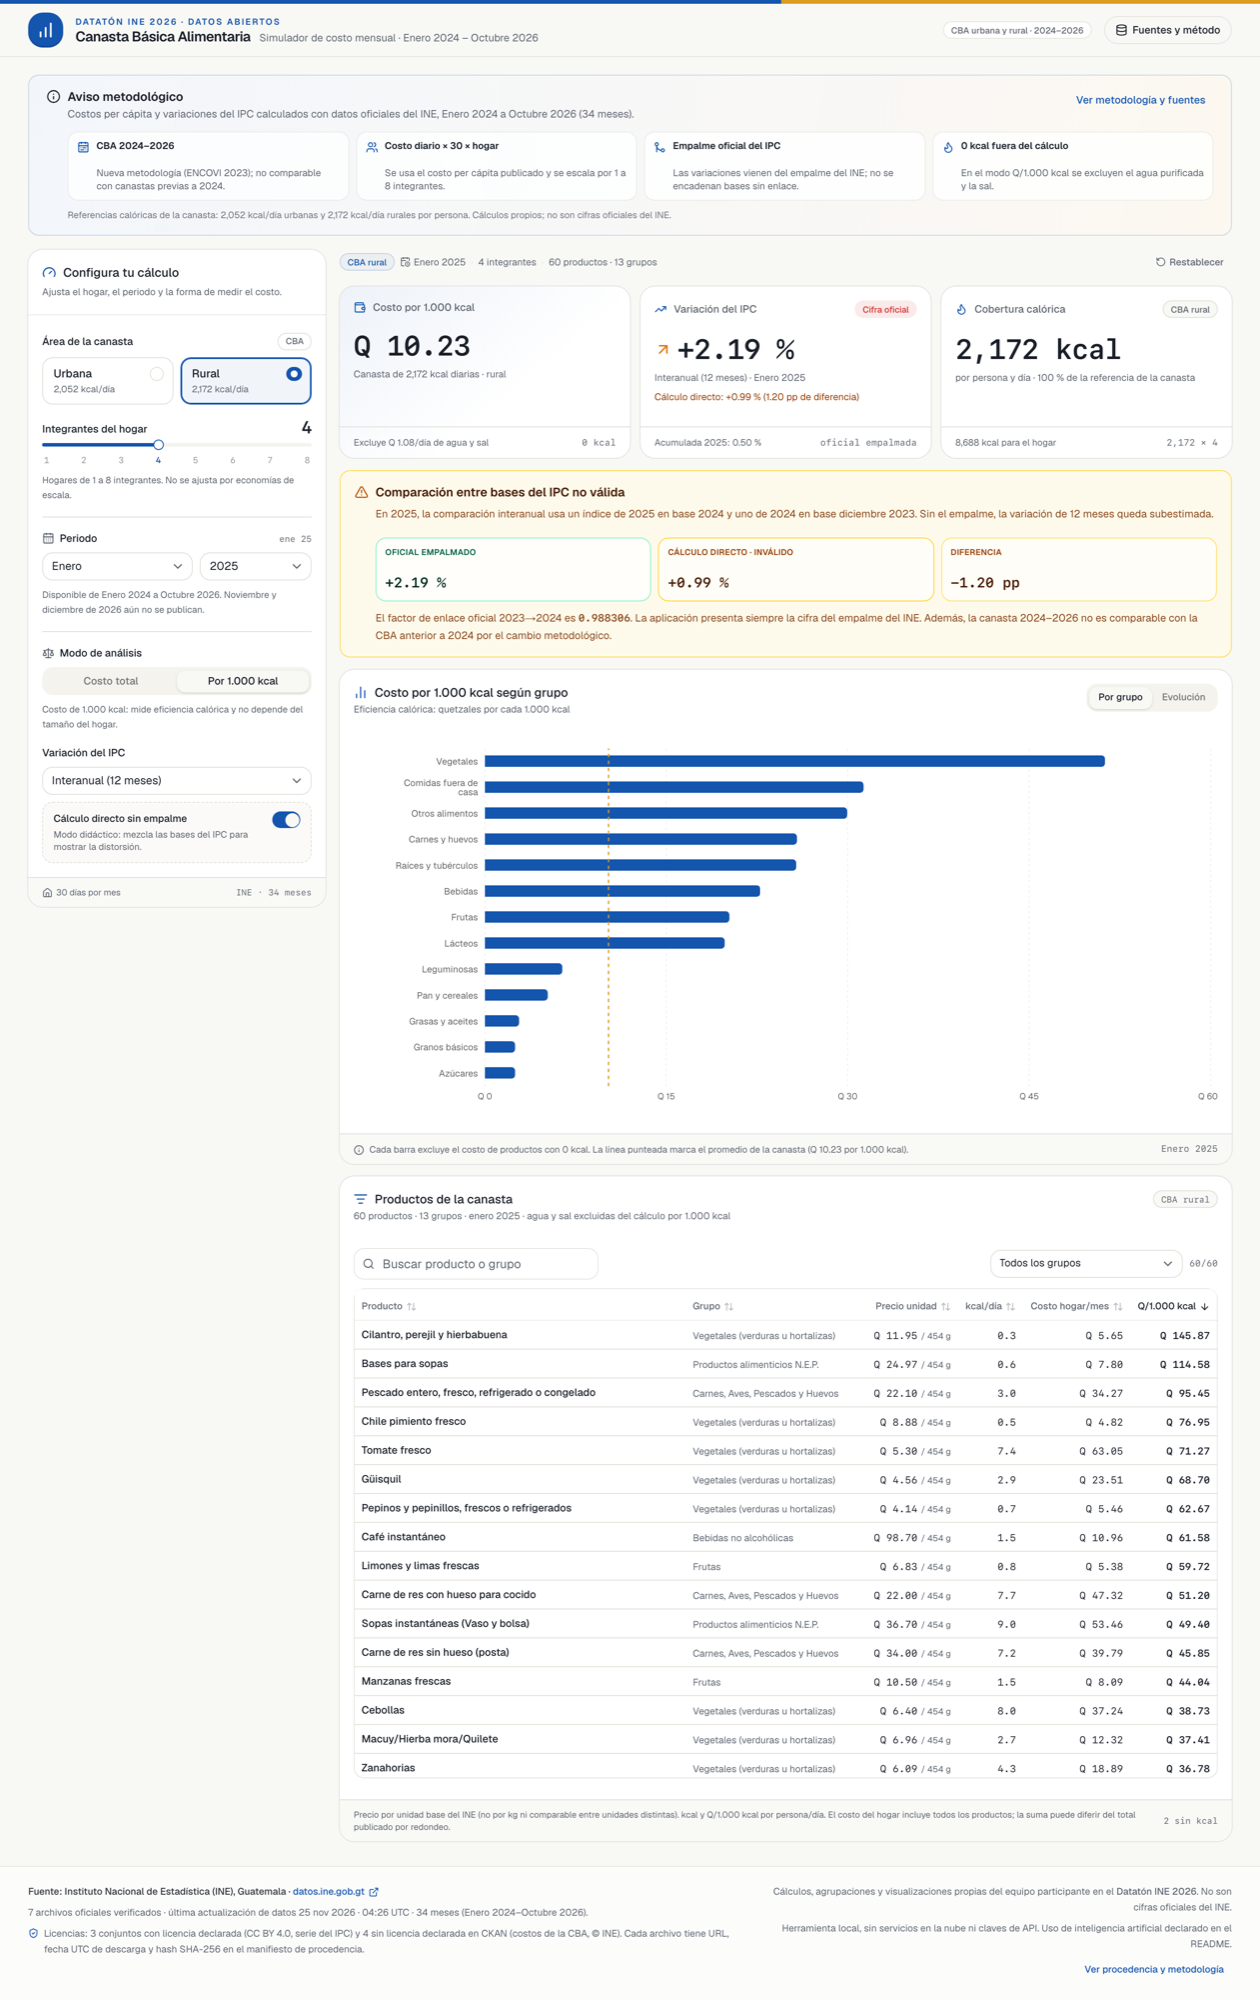 DATATÓN INE 2026 · DATOS ABIERTOS
Canasta Básica Alimentaria Simulador de costo mensual · Enero 2024 – Octubre 2026
CBA urbana y rural · 2024–2026
Fuentes y método
Aviso metodológico
Costos per cápita y variaciones del IPC calculados con datos oficiales del INE, Enero 2024 a Octubre 2026 (34 meses).
Ver metodología y fuentes
CBA 2024–2026
Nueva metodología (ENCOVI 2023); no comparable
con canastas previas a 2024.
Costo diario × 30 × hogar
Se usa el costo per cápita publicado y se escala por 1 a
8 integrantes.
Empalme oficial del IPC
Las variaciones vienen del empalme del INE; no se
encadenan bases sin enlace.
0 kcal fuera del cálculo
En el modo Q/1.000 kcal se excluyen el agua purificada
y la sal.
Referencias calóricas de la canasta: 2,052 kcal/día urbanas y 2,172 kcal/día rurales por persona. Cálculos propios; no son cifras oficiales del INE.
Configura tu cálculo
Ajusta el hogar, el periodo y la forma de medir el costo.
Área de la canasta CBA
Urbana
2,052 kcal/día
Rural
2,172 kcal/día
Integrantes del hogar 4
1 2 3 4 5 6 7 8
Hogares de 1 a 8 integrantes. No se ajusta por economías de
escala.
Periodo ene 25
Enero 2025
Disponible de Enero 2024 a Octubre 2026. Noviembre y
diciembre de 2026 aún no se publican.
Modo de análisis
Costo total Por 1.000 kcal
Costo de 1.000 kcal: mide eficiencia calórica y no depende del
tamaño del hogar.
Variación del IPC
Interanual (12 meses)
Cálculo directo sin empalme
Modo didáctico: mezcla las bases del IPC para
mostrar la distorsión.
30 días por mes INE · 34 meses
CBA rural Enero 2025 · 4 integrantes · 60 productos · 13 grupos
Restablecer
Costo por 1.000 kcal
Q 10.23
Canasta de 2,172 kcal diarias · rural
Excluye Q 1.08/día de agua y sal 0 kcal
Variación del IPC Cifra oficial
+2.19 %
Interanual (12 meses) · Enero 2025
Cálculo directo: +0.99 % (1.20 pp de diferencia)
Acumulada 2025: 0.50 % oficial empalmada
Cobertura calórica CBA rural
2,172 kcal
por persona y día · 100 % de la referencia de la canasta
8,688 kcal para el hogar 2,172 × 4
Comparación entre bases del IPC no válida
En 2025, la comparación interanual usa un índice de 2025 en base 2024 y uno de 2024 en base diciembre 2023. Sin el empalme, la variación de 12 meses queda subestimada.
OFICIAL EMPALMADO
+2.19 %
CÁLCULO DIRECTO · INVÁLIDO
+0.99 %
DIFERENCIA
−1.20 pp
El factor de enlace oficial 2023→2024 es 0.988306. La aplicación presenta siempre la cifra del empalme del INE. Además, la canasta 2024–2026 no es comparable con la
CBA anterior a 2024 por el cambio metodológico.
Costo por 1.000 kcal según grupo
Eficiencia calórica: quetzales por cada 1.000 kcal
Por grupo Evolución
Vegetales
Comidas fuera de
casa
Otros alimentos
Carnes y huevos
Raíces y tubérculos
Bebidas
Frutas
Lácteos
Leguminosas
Pan y cereales
Grasas y aceites
Granos básicos
Azúcares
Q 0 Q 15 Q 30 Q 45 Q 60
Cada barra excluye el costo de productos con 0 kcal. La línea punteada marca el promedio de la canasta (Q 10.23 por 1.000 kcal). Enero 2025
Productos de la canasta CBA rural
60 productos · 13 grupos · enero 2025 · agua y sal excluidas del cálculo por 1.000 kcal
Buscar producto o grupo
Todos los grupos 60/60
Producto Grupo Precio unidad kcal/día Costo hogar/mes Q/1.000 kcal
Cilantro, perejil y hierbabuena Vegetales (verduras u hortalizas) Q 11.95 / 454 g 0.3 Q 5.65 Q 145.87
Bases para sopas Productos alimenticios N.E.P. Q 24.97 / 454 g 0.6 Q 7.80 Q 114.58
Pescado entero, fresco, refrigerado o congelado Carnes, Aves, Pescados y Huevos Q 22.10 / 454 g 3.0 Q 34.27 Q 95.45
Chile pimiento fresco Vegetales (verduras u hortalizas) Q 8.88 / 454 g 0.5 Q 4.82 Q 76.95
Tomate fresco Vegetales (verduras u hortalizas) Q 5.30 / 454 g 7.4 Q 63.05 Q 71.27
Güisquil Vegetales (verduras u hortalizas) Q 4.56 / 454 g 2.9 Q 23.51 Q 68.70
Pepinos y pepinillos, frescos o refrigerados Vegetales (verduras u hortalizas) Q 4.14 / 454 g 0.7 Q 5.46 Q 62.67
Café instantáneo Bebidas no alcohólicas Q 98.70 / 454 g 1.5 Q 10.96 Q 61.58
Limones y limas frescas Frutas Q 6.83 / 454 g 0.8 Q 5.38 Q 59.72
Carne de res con hueso para cocido Carnes, Aves, Pescados y Huevos Q 22.00 / 454 g 7.7 Q 47.32 Q 51.20
Sopas instantáneas (Vaso y bolsa) Productos alimenticios N.E.P. Q 36.70 / 454 g 9.0 Q 53.46 Q 49.40
Carne de res sin hueso (posta) Carnes, Aves, Pescados y Huevos Q 34.00 / 454 g 7.2 Q 39.79 Q 45.85
Manzanas frescas Frutas Q 10.50 / 454 g 1.5 Q 8.09 Q 44.04
Cebollas Vegetales (verduras u hortalizas) Q 6.40 / 454 g 8.0 Q 37.24 Q 38.73
Macuy/Hierba mora/Quilete Vegetales (verduras u hortalizas) Q 6.96 / 454 g 2.7 Q 12.32 Q 37.41
Zanahorias Vegetales (verduras u hortalizas) Q 6.09 / 454 g 4.3 Q 18.89 Q 36.78
Precio por unidad base del INE (no por kg ni comparable entre unidades distintas). kcal y Q/1.000 kcal por persona/día. El costo del hogar incluye todos los productos; la suma puede diferir del total
publicado por redondeo.
2 sin kcal
Fuente: Instituto Nacional de Estadística (INE), Guatemala · datos.ine.gob.gt
7 archivos oficiales verificados · última actualización de datos 25 nov 2026 · 04:26 UTC · 34 meses (Enero 2024–Octubre 2026).
Licencias: 3 conjuntos con licencia declarada (CC BY 4.0, serie del IPC) y 4 sin licencia declarada en CKAN (costos de la CBA, © INE). Cada archivo tiene URL,
fecha UTC de descarga y hash SHA-256 en el manifiesto de procedencia.
Cálculos, agrupaciones y visualizaciones propias del equipo participante en el Datatón INE 2026. No son
cifras oficiales del INE.
Herramienta local, sin servicios en la nube ni claves de API. Uso de inteligencia artificial declarado en el
README.
Ver procedencia y metodología